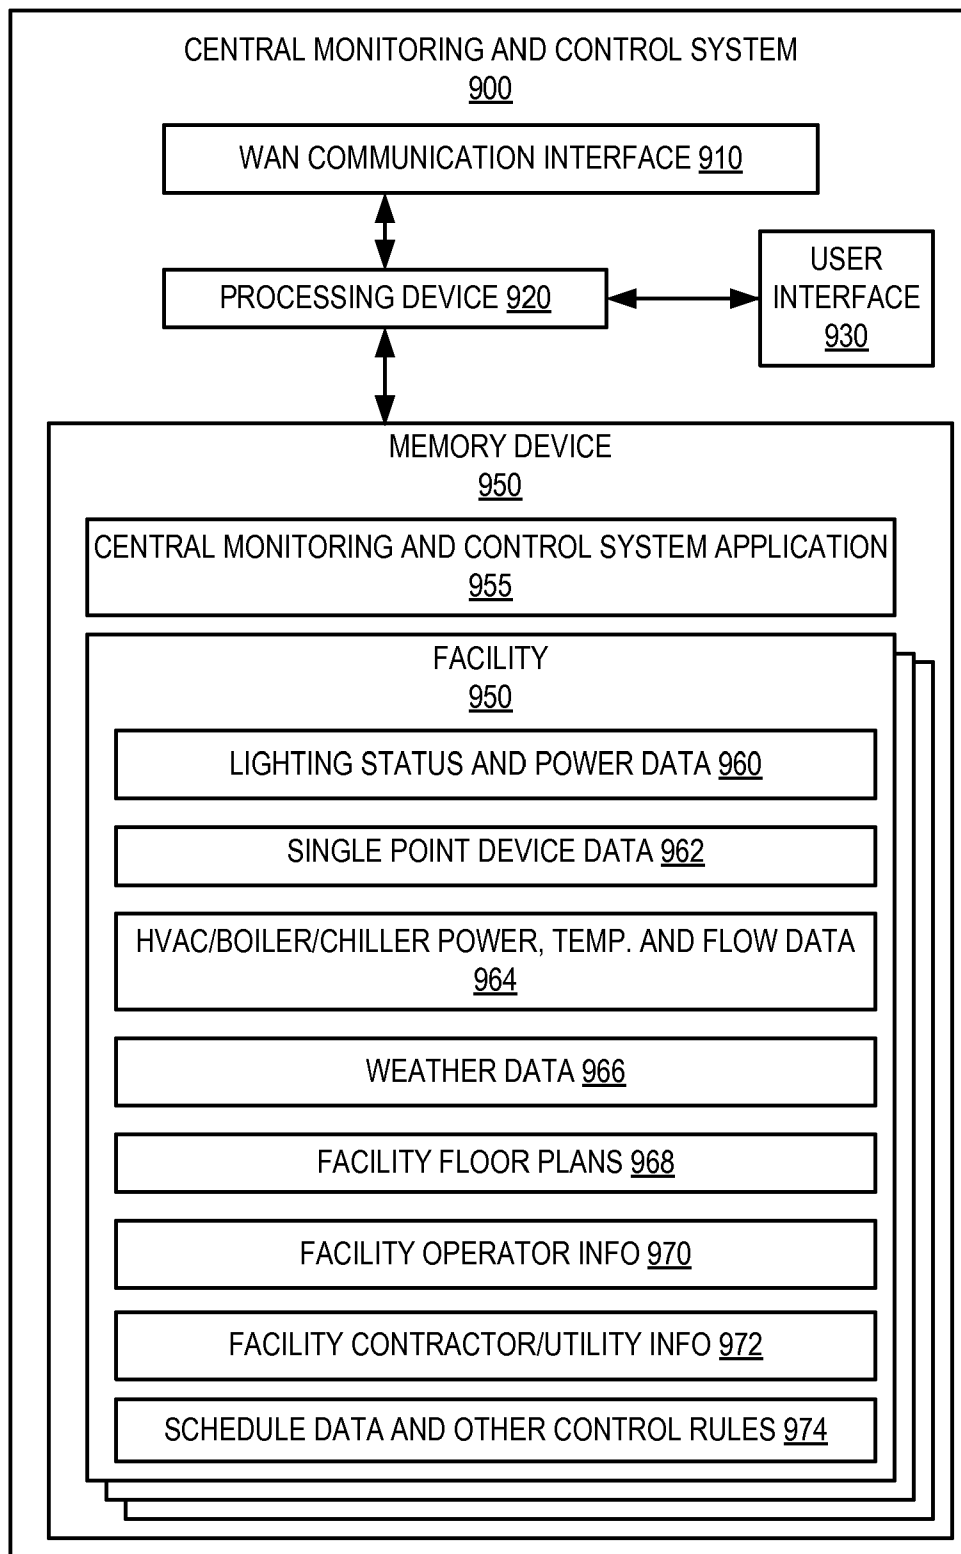 CENTRAL MONITORING AND CONTROL SYSTEM
900
WAN COMMUNICATION INTERFACE 910
PROCESSING DEVICE 920
USER
INTERFACE
930
MEMORY DEVICE
950
CENTRAL MONITORING AND CONTROL SYSTEM APPLICATION
955
FACILITY
950
LIGHTING STATUS AND POWER DATA 960
SINGLE POINT DEVICE DATA 962
HVAC/BOILER/CHILLER POWER, TEMP. AND FLOW DATA
964
WEATHER DATA 966
FACILITY FLOOR PLANS 968
FACILITY OPERATOR INFO 970
FACILITY CONTRACTOR/UTILITY INFO 972
SCHEDULE DATA AND OTHER CONTROL RULES 974